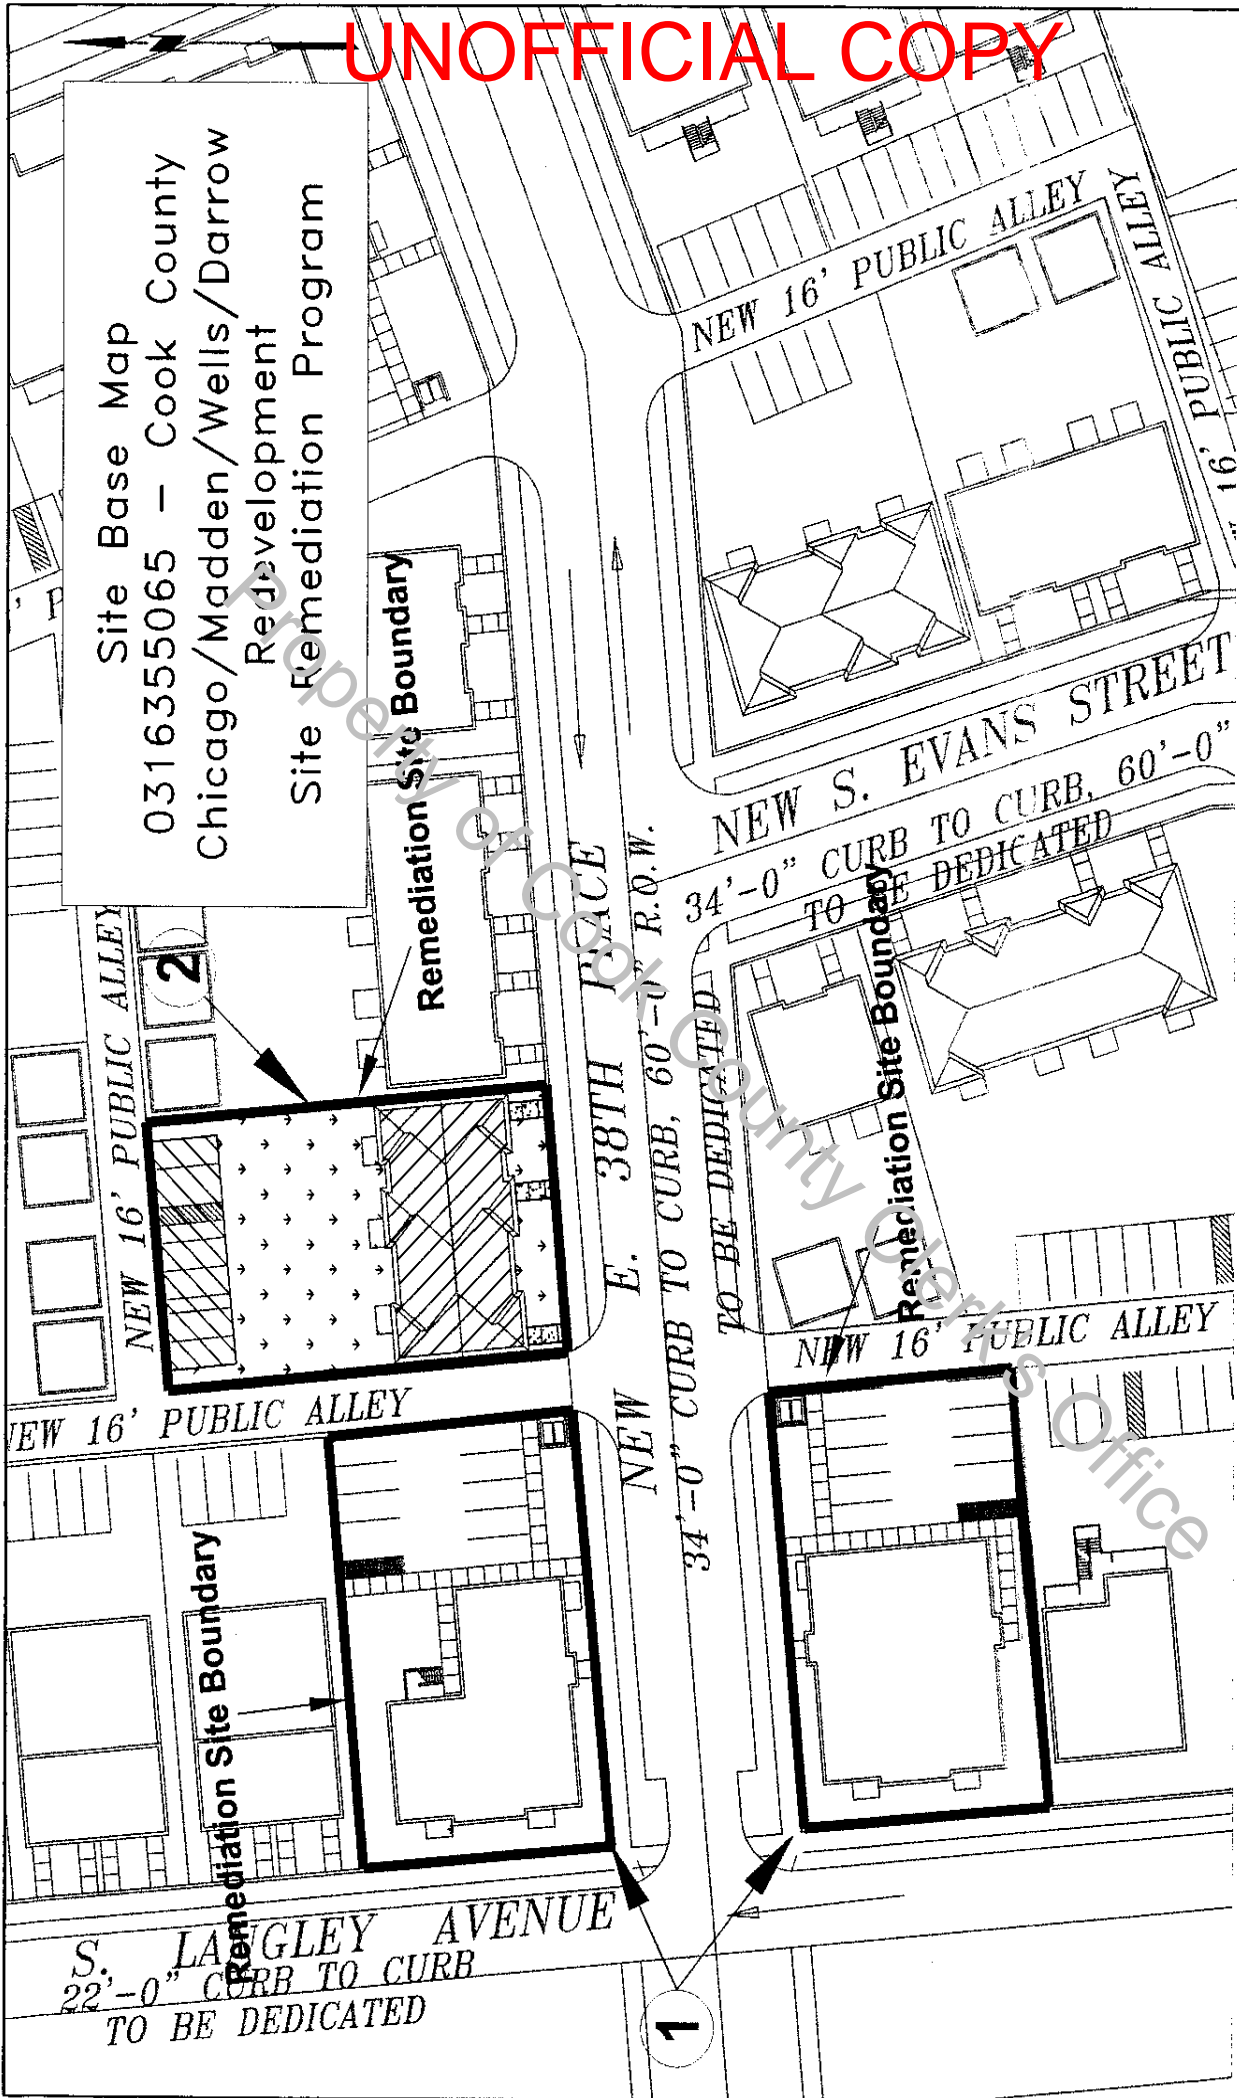 UNOFFICIAL COPY
Site Base Map
0316355065 - Cook County
Chicago/Madden/Wells/Darrow
Redevelopment
Site Remediation Program
Property of Cook County Clerk's Office
NEW 16' PUBLIC ALLEY
16' PUBLIC ALLEY
16'
' P
Remediation Site Boundary
2
NEW 16' PUBLIC ALLEY
NEW E. 38TH PLACE
34'-0" CURB TO CURB, 60'-0" R.O.W.
TO BE DEDICATED
NEW S. EVANS STREET
34'-0" CURB TO CURB, 60'-0"
TO BE DEDICATED
Remediation Site Boundary
NEW 16' PUBLIC ALLEY
NEW 16' PUBLIC ALLEY
Remediation Site Boundary
S. LANGLEY AVENUE
22'-0" CURB TO CURB
TO BE DEDICATED
1